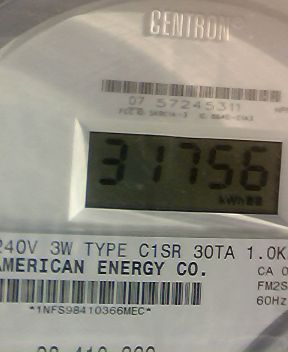 CENTRON
07 57245311
31756
kWh
240V 3W TYPE C1SR 30TA 1.0K
AMERICAN ENERGY CO.
CA 0
FM2S
*1NFS98410366MEC*
60Hz